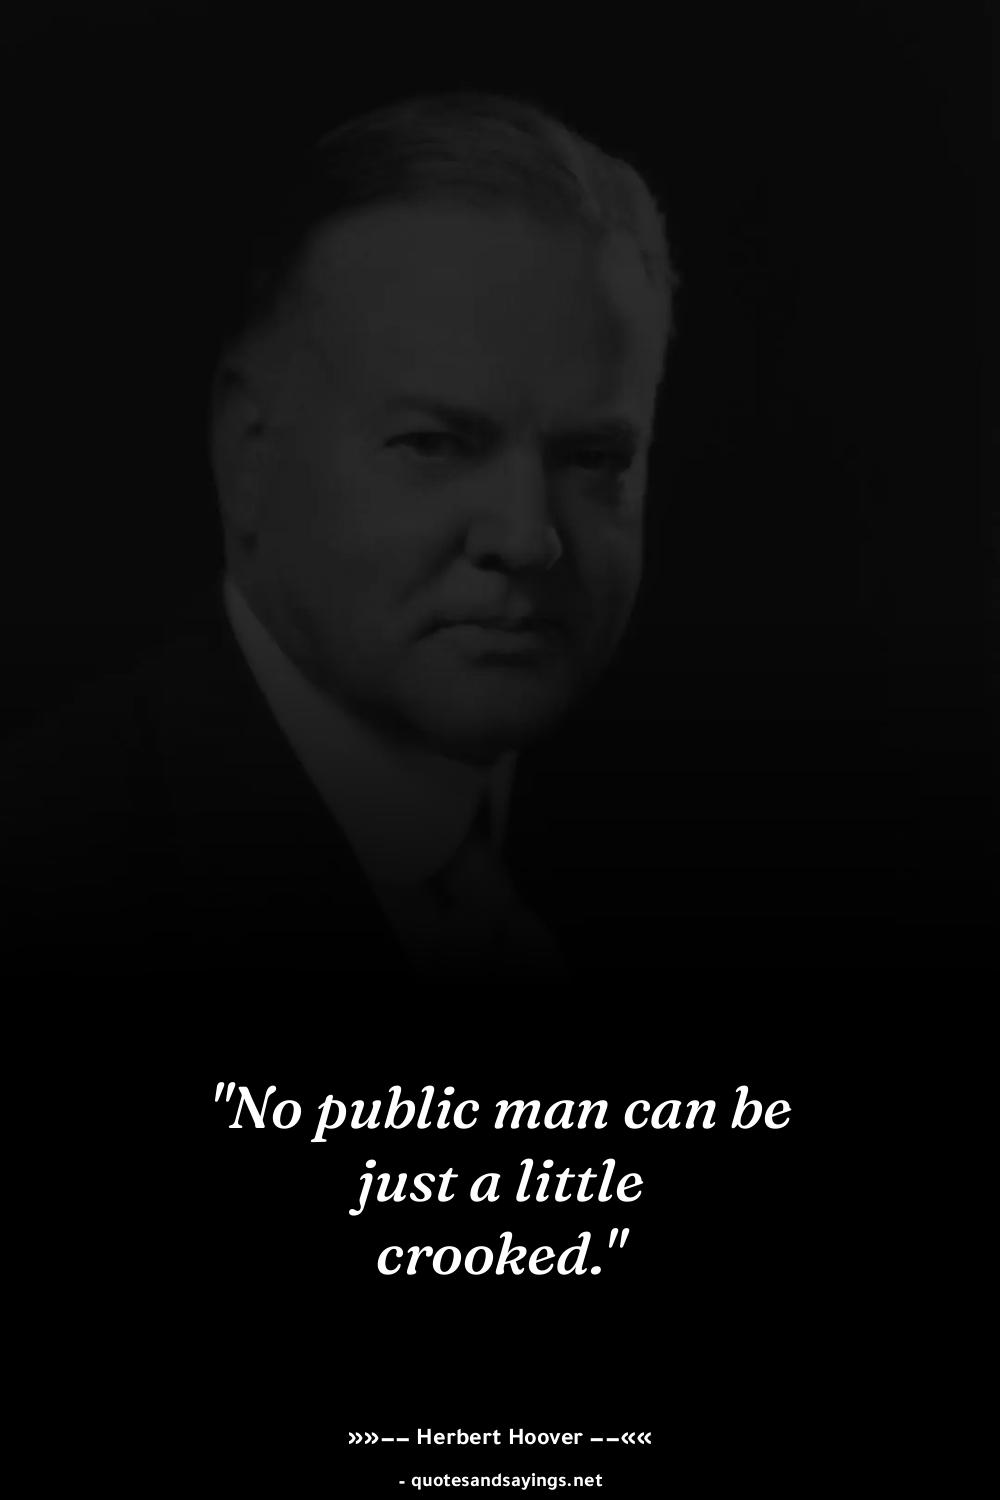 "No public man can be
just a little
crooked."
»»−− Herbert Hoover −−««
- quotesandsayings.net